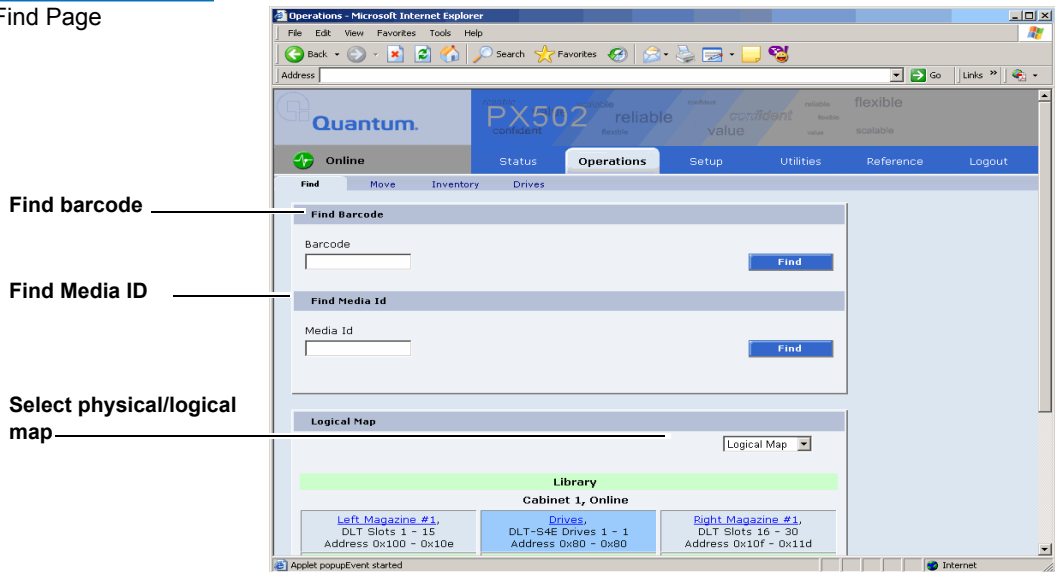 Find Page
Operations - Microsoft Internet Explorer
File Edit View Favorites Tools Help
Back Search Favorites
Address Go Links »
Quantum.
PX502 reliable value confident flexible
confident flexible value scalable
Online Status Operations Setup Utilities Reference Logout
Find Move Inventory Drives
Find barcode
Find Barcode
Barcode
Find
Find Media ID
Find Media Id
Media Id
Find
Select physical/logical
map
Logical Map
Logical Map
Library
Cabinet 1, Online
Left Magazine #1, Drives, Right Magazine #1,
DLT Slots 1 - 15 DLT-S4E Drives 1 - 1 DLT Slots 16 - 30
Address 0x100 - 0x10e Address 0x80 - 0x80 Address 0x10f - 0x11d
Applet popupEvent started Internet